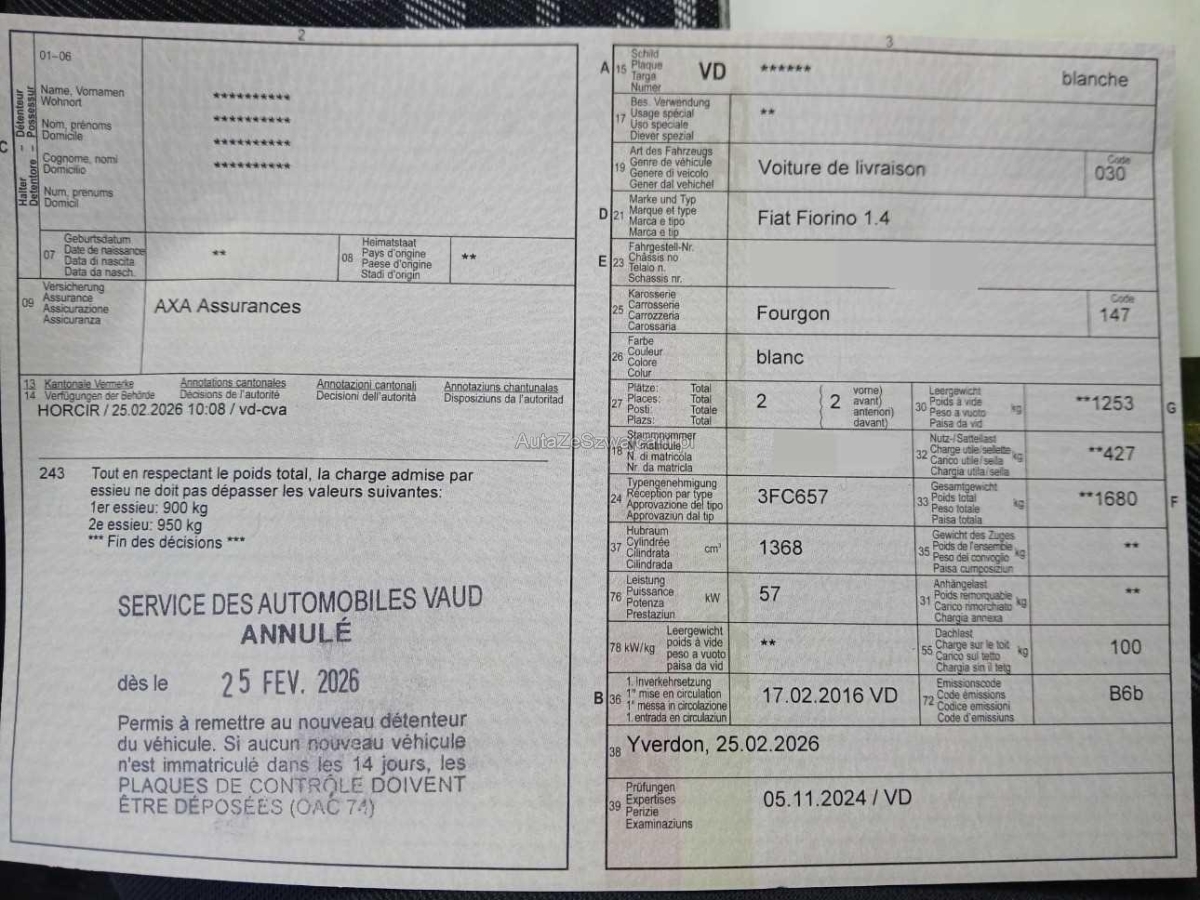 2
01–06
Halter – Détenteur
Detentore – Possessur
C
Name, Vornamen
Wohnort
Nom, prénoms
Domicile
Cognome, nomi
Domicilio
Num, prenums
Domicil
**********
**********
**********
**********
07
Geburtsdatum
Date de naissance
Data di nascita
Data da nasch.
**
08
Heimatstaat
Pays d'origine
Paese d'origine
Stadi d'origin
**
09
Versicherung
Assurance
Assicurazione
Assicuranza
AXA Assurances
13 Kantonale Vermerke
14 Verfügungen der Behörde
Annotations cantonales
Décisions de l'autorité
Annotazioni cantonali
Decisioni dell'autorità
Annotaziuns chantunalas
Disposiziuns da l'autoritad
HORCIR / 25.02.2026 10:08 / vd-cva
243 Tout en respectant le poids total, la charge admise par
essieu ne doit pas dépasser les valeurs suivantes:
1er essieu: 900 kg
2e essieu: 950 kg
*** Fin des décisions ***
SERVICE DES AUTOMOBILES VAUD
ANNULÉ
dès le 25 FEV. 2026
Permis à remettre au nouveau détenteur
du véhicule. Si aucun nouveau véhicule
n'est immatriculé dans les 14 jours, les
PLAQUES DE CONTRÔLE DOIVENT
ÊTRE DÉPOSÉES (OAC 74)
3
A 15
Schild
Plaque
Targa
Numer
VD
******
blanche
17
Bes. Verwendung
Usage spécial
Uso speciale
Diever spezial
**
19
Art des Fahrzeugs
Genre de véhicule
Genere di veicolo
Gener dal vehichel
Voiture de livraison
Code
030
D 21
Marke und Typ
Marque et type
Marca e tipo
Marca e tip
Fiat Fiorino 1.4
E 23
Fahrgestell-Nr.
Châssis no
Telaio n.
Schassis nr.
25
Karosserie
Carrosserie
Carrozzeria
Carossaria
Fourgon
Code
147
26
Farbe
Couleur
Colore
Colur
blanc
27
Plätze: Total
Places: Total
Posti: Totale
Plazs: Total
2
2
vorne)
avant)
anteriori)
davant)
30
Leergewicht
Poids à vide
Peso a vuoto
Paisa da vid
kg
**1253
G
18
Stammnummer
N° matricule
N. di matricola
Nr. da matricla
AutaZeSzwajcarii.pl
32
Nutz-/Sattellast
Charge utile/sellette
Carico utile/sella
Chargia utila/sella
kg
**427
24
Typengenehmigung
Réception par type
Approvazione del tipo
Approvaziun dal tip
3FC657
33
Gesamtgewicht
Poids total
Peso totale
Paisa totala
kg
**1680
F
37
Hubraum
Cylindrée
Cilindrata
Cilindrada
cm³
1368
35
Gewicht des Zuges
Poids de l'ensemble
Peso del convoglio
Paisa cumposiziun
kg
**
76
Leistung
Puissance
Potenza
Prestaziun
kW
57
31
Anhängelast
Poids remorquable
Carico rimorchiato
Chargia annexa
kg
**
78 kW/kg
Leergewicht
poids à vide
peso a vuoto
paisa da vid
**
55
Dachlast
Charge sur le toit
Carico sul tetto
Chargia sin il tetg
kg
100
B 36
1. Inverkehrsetzung
1re mise en circulation
1a messa in circolazione
1. entrada en circulaziun
17.02.2016 VD
72
Emissionscode
Code émissions
Codice emissioni
Code d'emissiuns
B6b
38 Yverdon, 25.02.2026
39
Prüfungen
Expertises
Perizie
Examinaziuns
05.11.2024 / VD